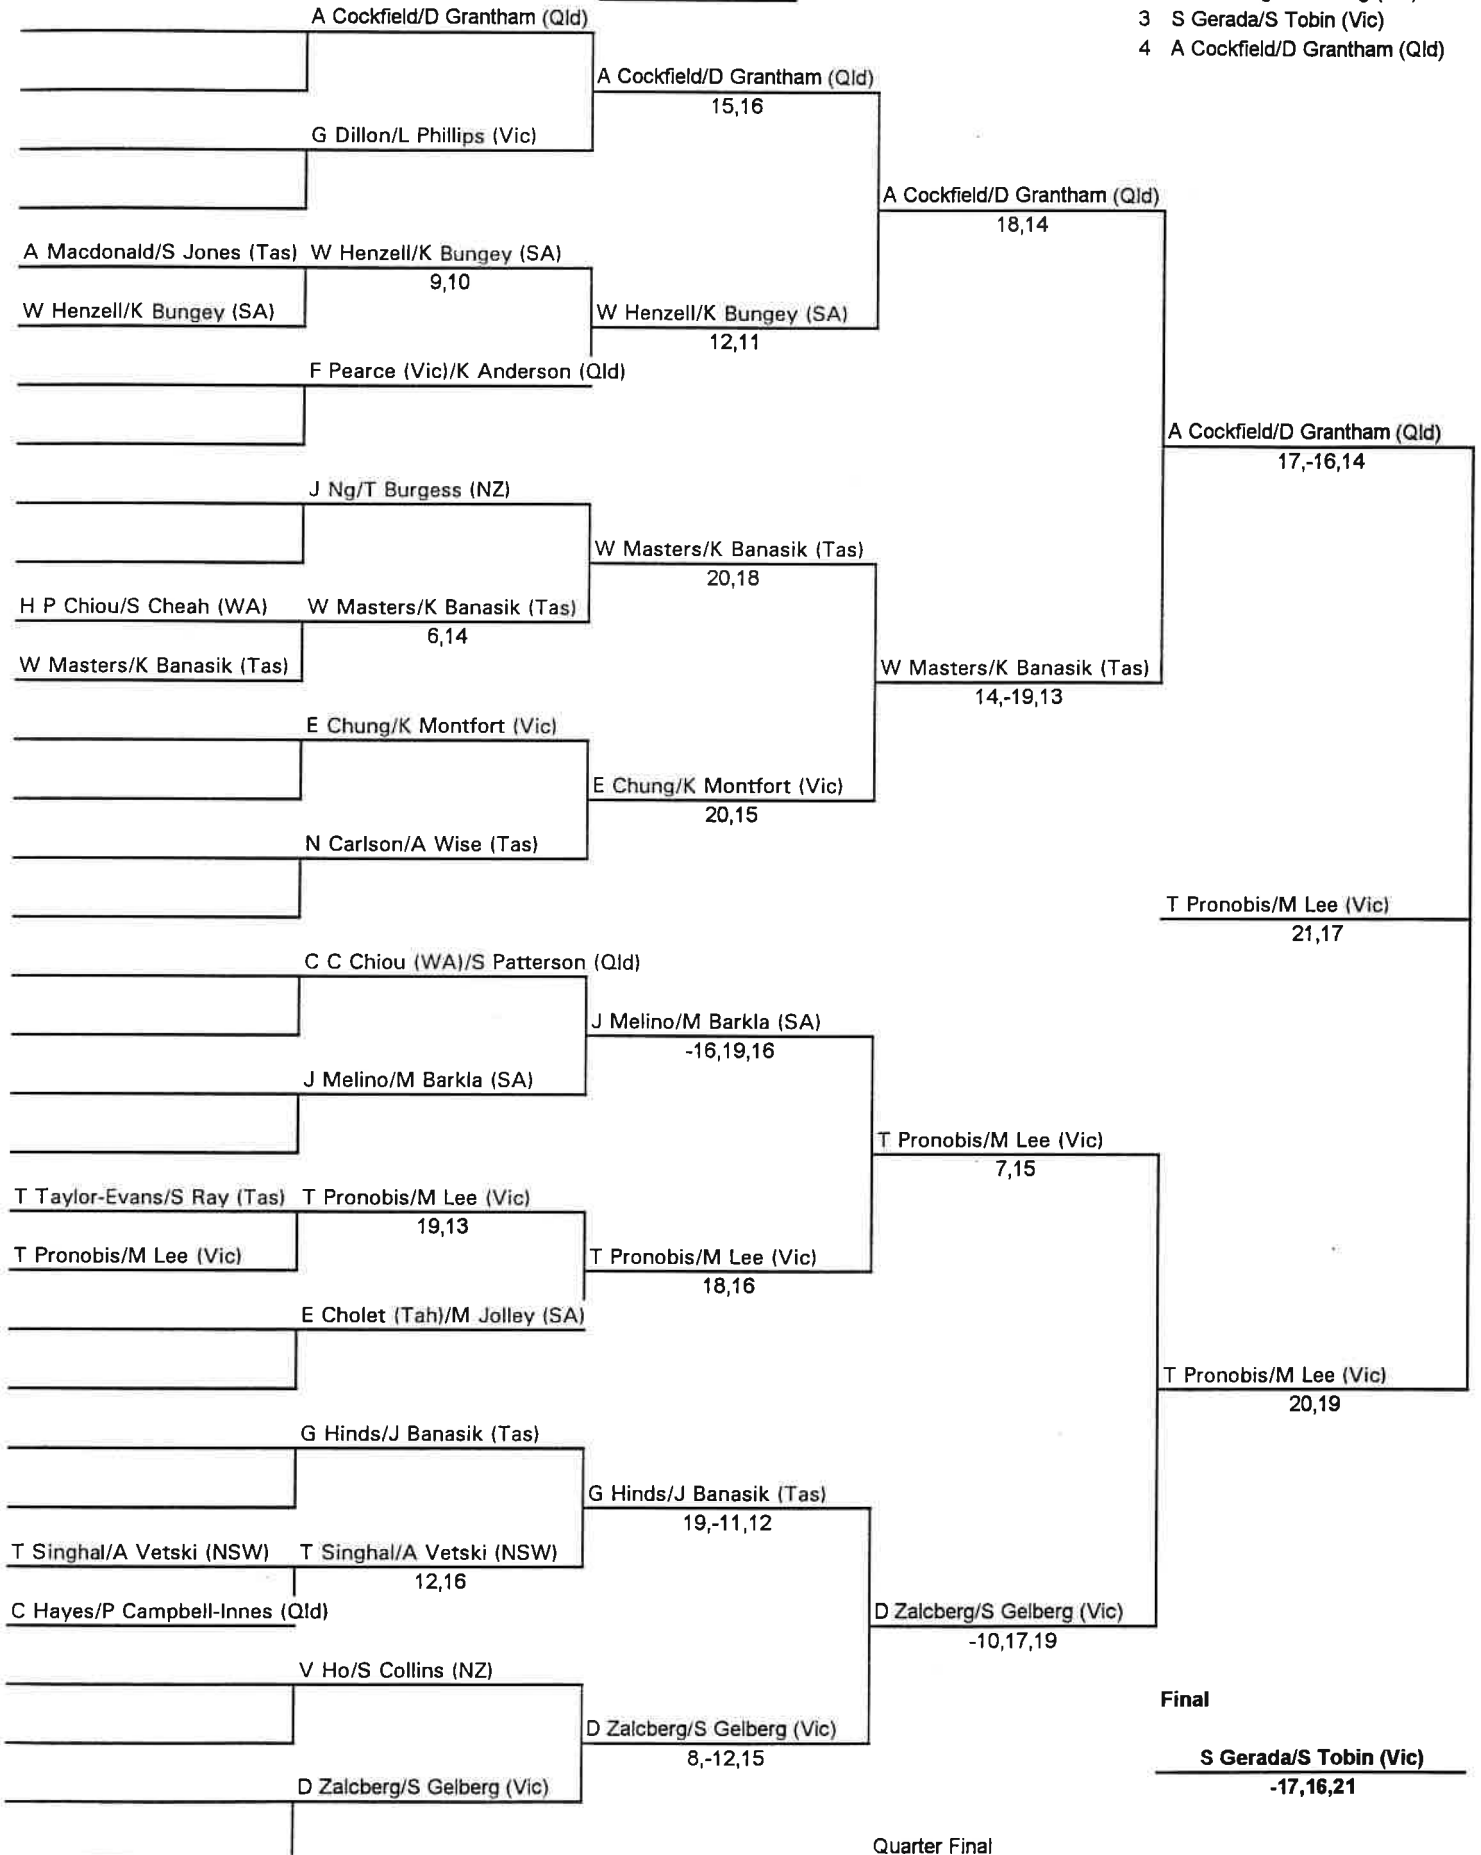 A Cockfield/D Grantham (Qld)
3 S Gerada/S Tobin (Vic)
4 A Cockfield/D Grantham (Qld)
A Cockfield/D Grantham (Qld)
15,16
G Dillon/L Phillips (Vic)
A Cockfield/D Grantham (Qld)
18,14
A Macdonald/S Jones (Tas) W Henzell/K Bungey (SA)
9,10
W Henzell/K Bungey (SA)
W Henzell/K Bungey (SA)
12,11
F Pearce (Vic)/K Anderson (Qld)
A Cockfield/D Grantham (Qld)
17,-16,14
J Ng/T Burgess (NZ)
W Masters/K Banasik (Tas)
20,18
H P Chiou/S Cheah (WA) W Masters/K Banasik (Tas)
6,14
W Masters/K Banasik (Tas)
W Masters/K Banasik (Tas)
14,-19,13
E Chung/K Montfort (Vic)
E Chung/K Montfort (Vic)
20,15
N Carlson/A Wise (Tas)
T Pronobis/M Lee (Vic)
21,17
C C Chiou (WA)/S Patterson (Qld)
J Melino/M Barkla (SA)
-16,19,16
J Melino/M Barkla (SA)
T Pronobis/M Lee (Vic)
7,15
T Taylor-Evans/S Ray (Tas) T Pronobis/M Lee (Vic)
19,13
T Pronobis/M Lee (Vic)
T Pronobis/M Lee (Vic)
18,16
E Cholet (Tah)/M Jolley (SA)
T Pronobis/M Lee (Vic)
20,19
G Hinds/J Banasik (Tas)
G Hinds/J Banasik (Tas)
19,-11,12
T Singhal/A Vetski (NSW) T Singhal/A Vetski (NSW)
12,16
C Hayes/P Campbell-Innes (Qld)
D Zalcberg/S Gelberg (Vic)
-10,17,19
V Ho/S Collins (NZ)
Final
D Zalcberg/S Gelberg (Vic)
8,-12,15
S Gerada/S Tobin (Vic)
-17,16,21
D Zalcberg/S Gelberg (Vic)
Quarter Final